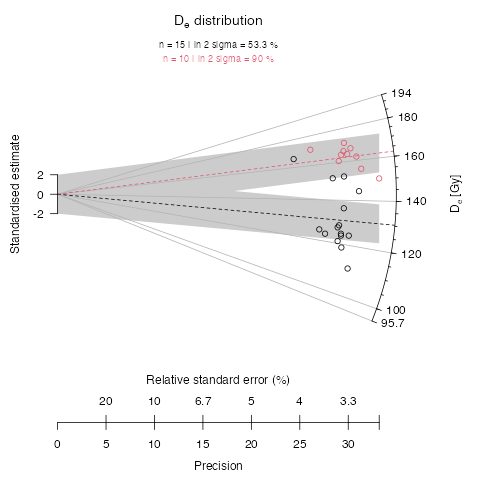 De distribution
n = 15 | in 2 sigma = 53.3 %
n = 10 | in 2 sigma = 90 %
194
180
160
140
120
100
95.7
De [Gy]
Standardised estimate
2
0
-2
Relative standard error (%)
20 10 6.7 5 4 3.3
0 5 10 15 20 25 30
Precision